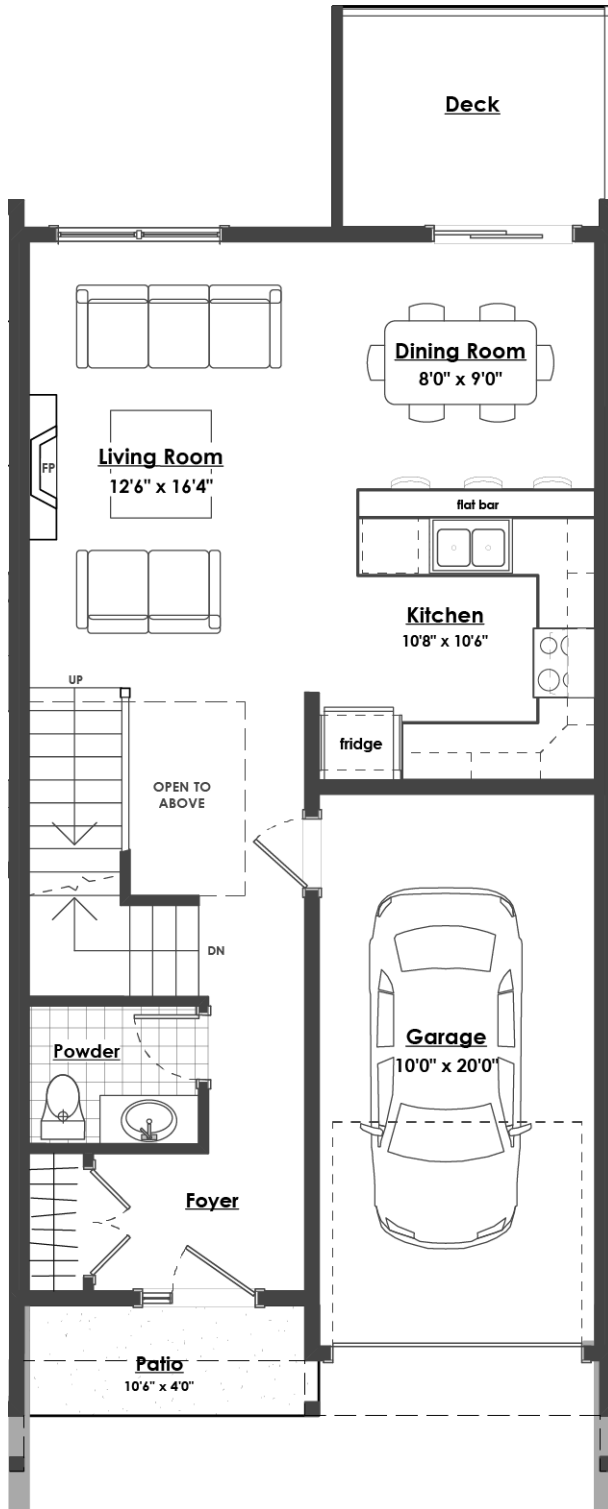 Deck
Dining Room
8'0" x 9'0"
FP
Living Room
12'6" x 16'4"
flat bar
Kitchen
10'8" x 10'6"
UP
fridge
OPEN TO
ABOVE
DN
Powder
Garage
10'0" x 20'0"
Foyer
Patio
10'6" x 4'0"